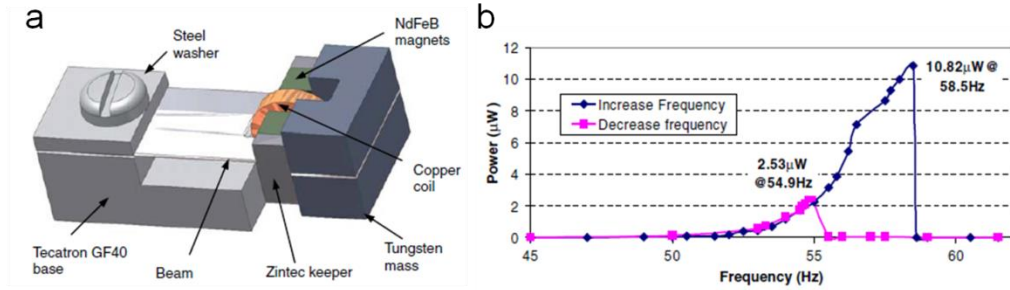 a
Steel
washer
NdFeB
magnets
Copper
coil
Tungsten
mass
Zintec keeper
Beam
Tecatron GF40
base
b
Power (μW)
12
10
8
6
4
2
0
Increase Frequency
Decrease frequency
10.82μW @
58.5Hz
2.53μW
@54.9Hz
45 50 55 60
Frequency (Hz)